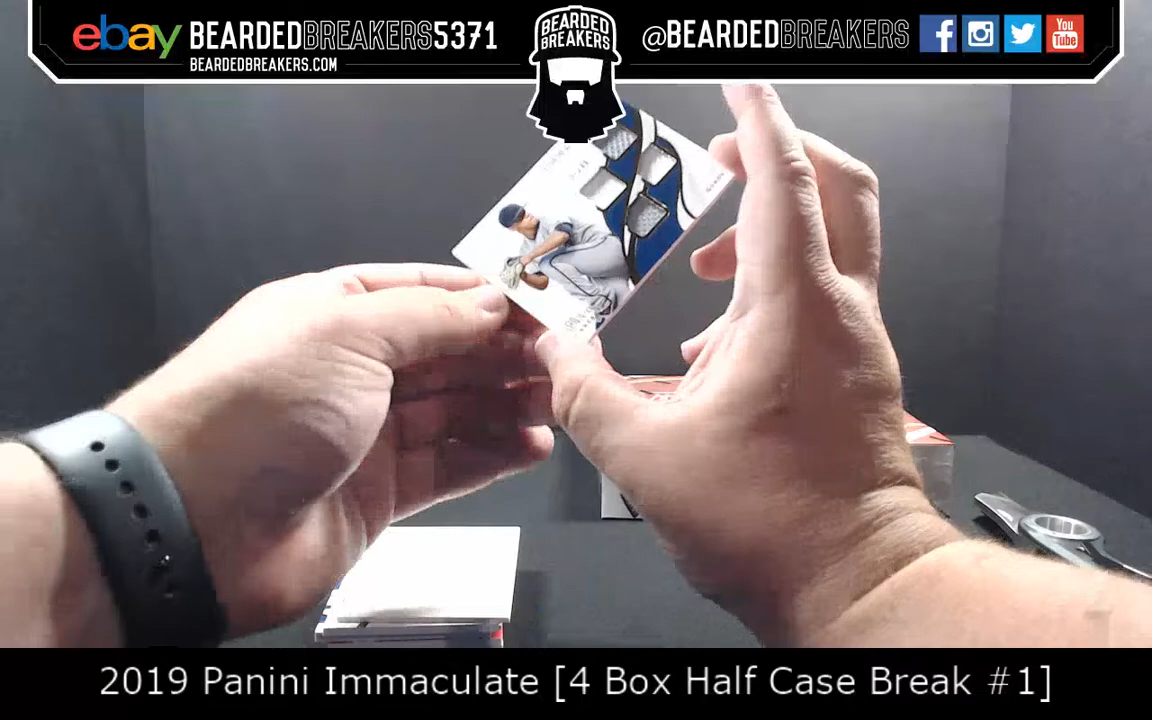 ebay BEARDEDBREAKERS5371
BEARDEDBREAKERS.COM
BEARDED
BREAKERS
@BEARDEDBREAKERS
You
Tube
2019 Panini Immaculate [4 Box Half Case Break #1]